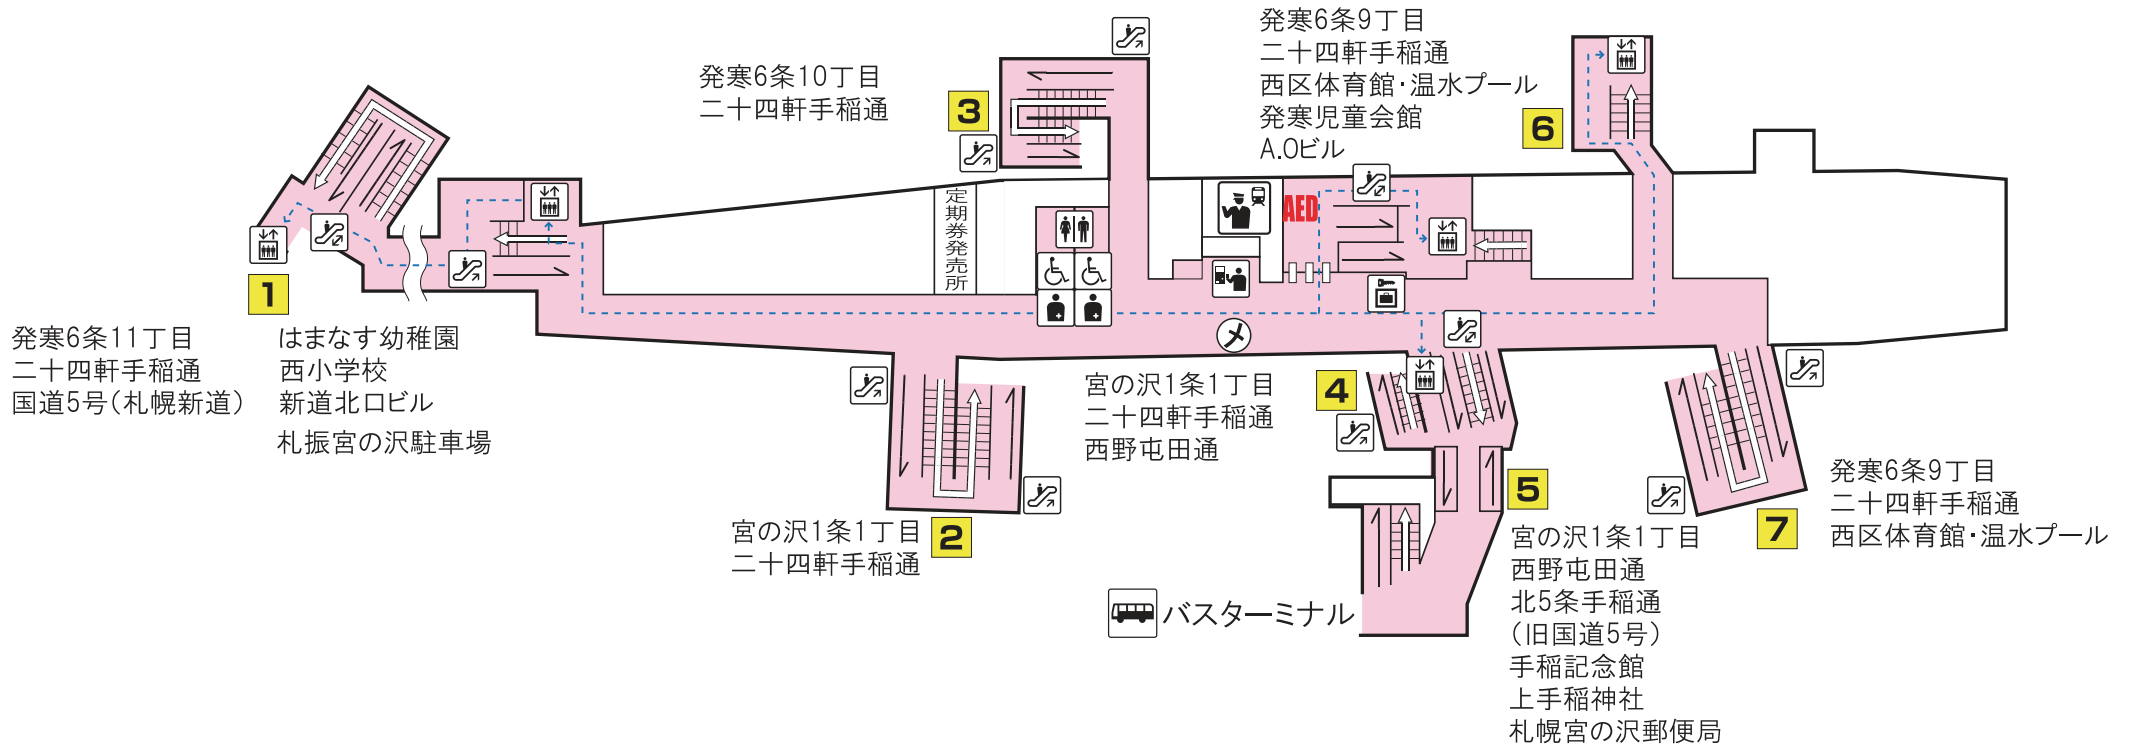 発寒6条10丁目
二十四軒手稲通
3
発寒6条9丁目
二十四軒手稲通
西区体育館・温水プール
発寒児童会館
A.Oビル
6
定期券発売所
AED
1
発寒6条11丁目
二十四軒手稲通
国道5号(札幌新道)
はまなす幼稚園
西小学校
新道北口ビル
札振宮の沢駐車場
メ
宮の沢1条1丁目
二十四軒手稲通
2
宮の沢1条1丁目
二十四軒手稲通
西野屯田通
4
5
宮の沢1条1丁目
西野屯田通
北5条手稲通
(旧国道5号)
手稲記念館
上手稲神社
札幌宮の沢郵便局
7
発寒6条9丁目
二十四軒手稲通
西区体育館・温水プール
バスターミナル